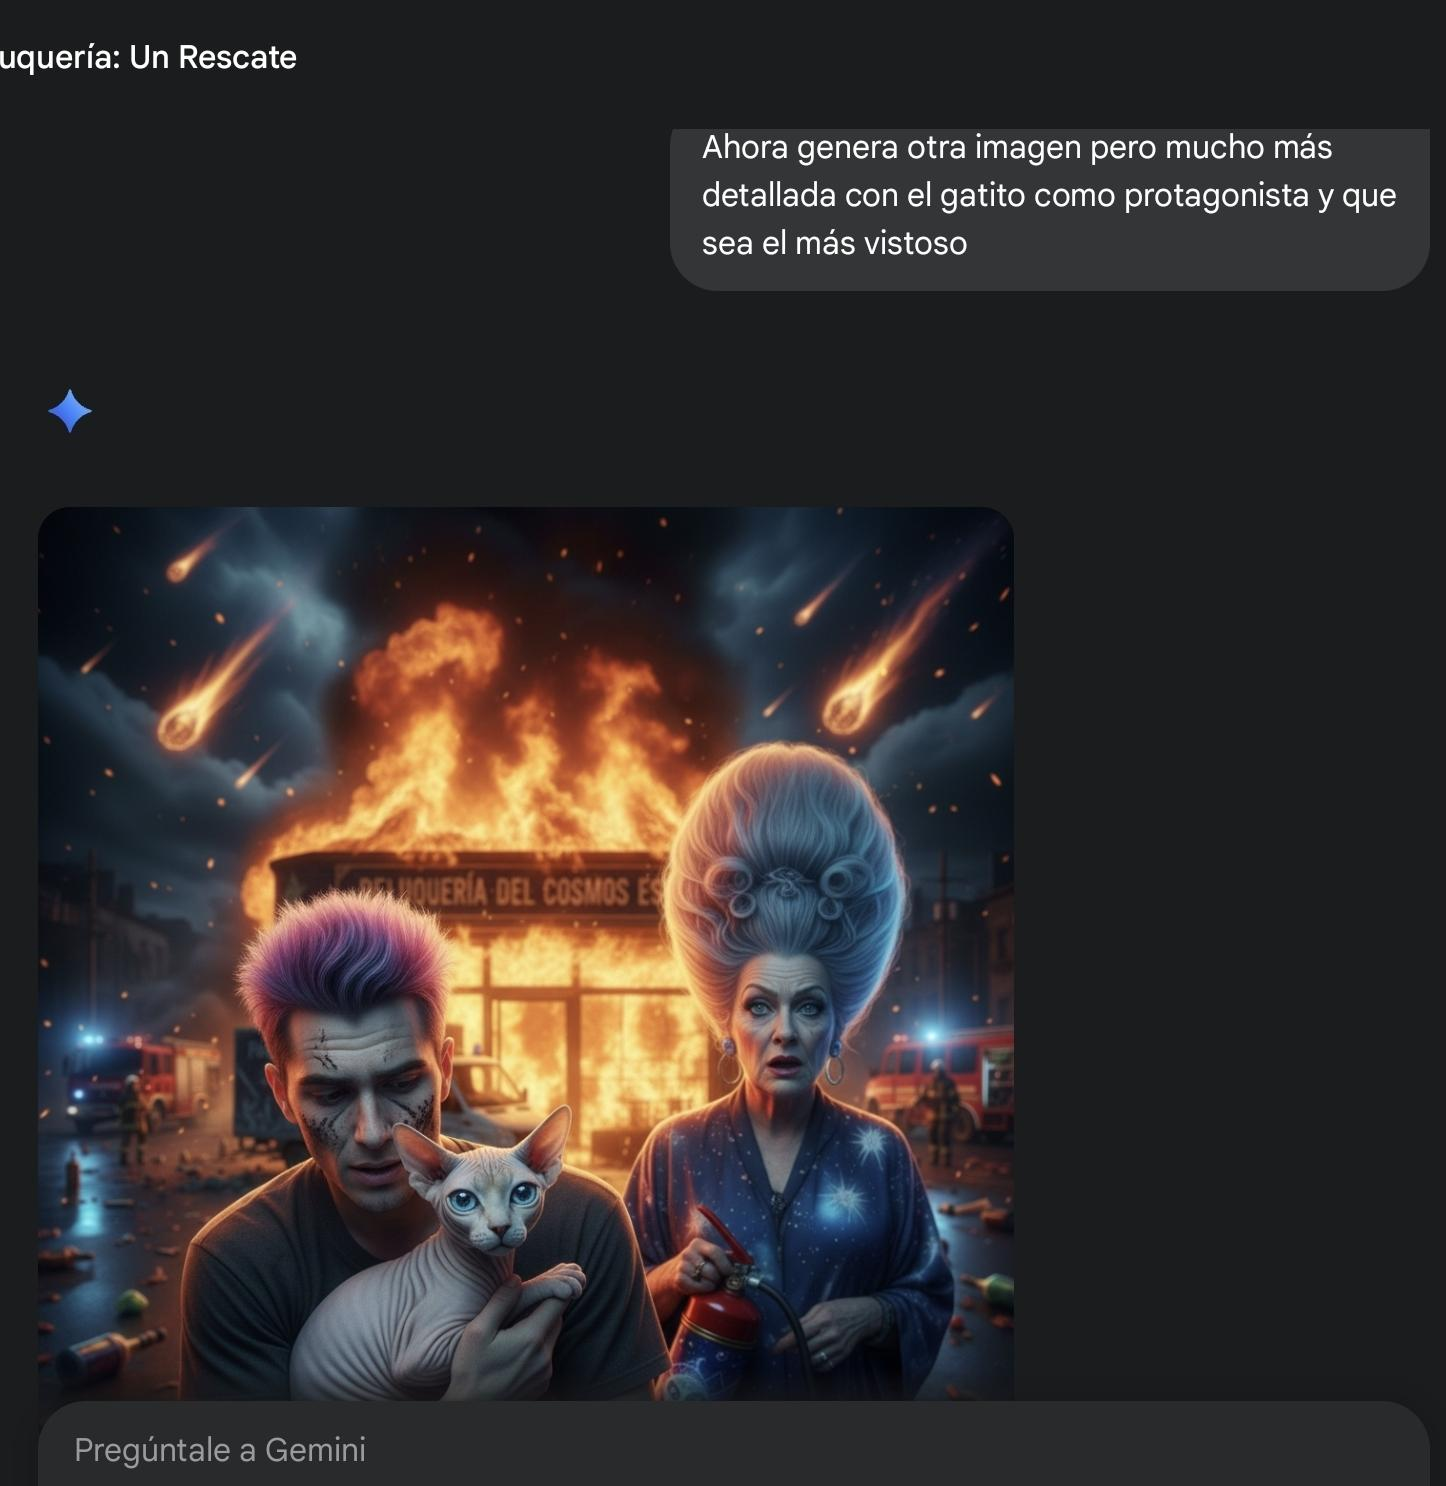 uquería: Un Rescate
Ahora genera otra imagen pero mucho más
detallada con el gatito como protagonista y que
sea el más vistoso
PELUQUERÍA DEL COSMOS ÉS
Pregúntale a Gemini